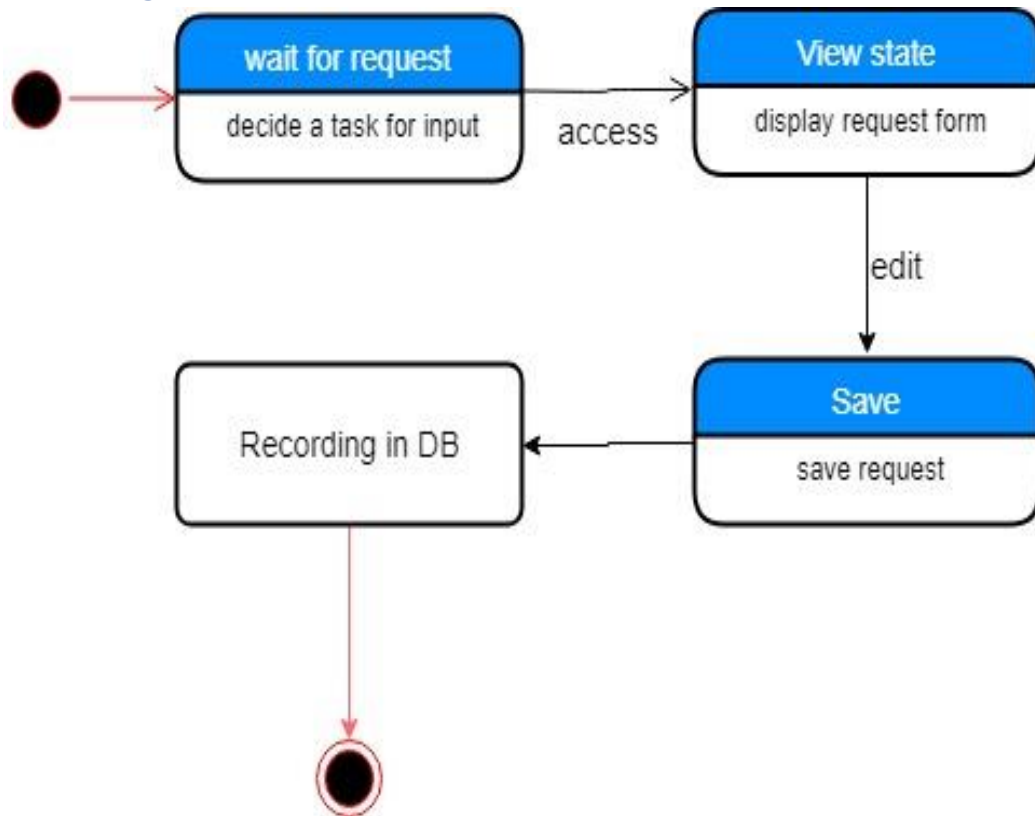 wait for request
decide a task for input
access
View state
display request form
edit
Save
save request
Recording in DB